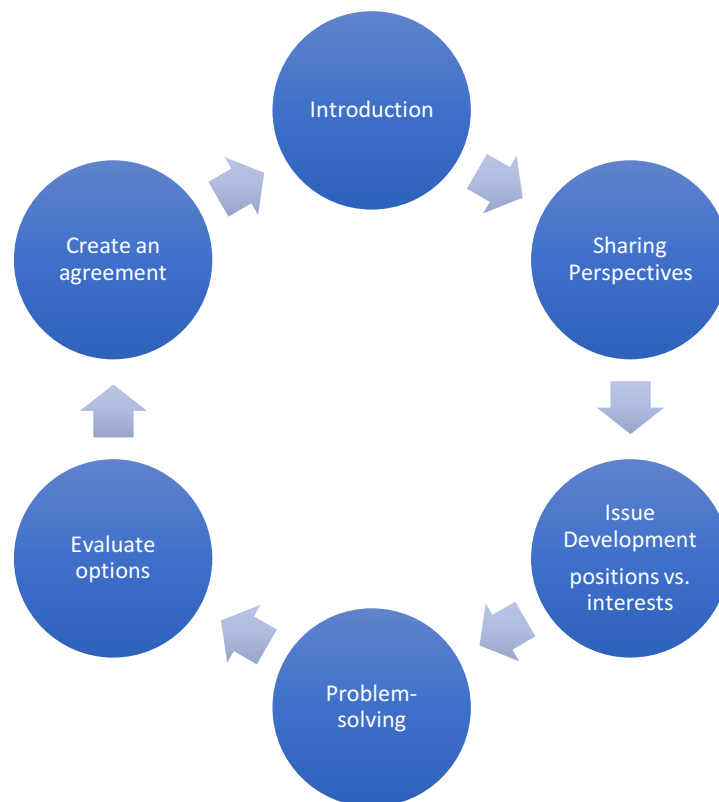 Introduction
Sharing
Perspectives
Issue
Development
positions vs.
interests
Problem-
solving
Evaluate
options
Create an
agreement